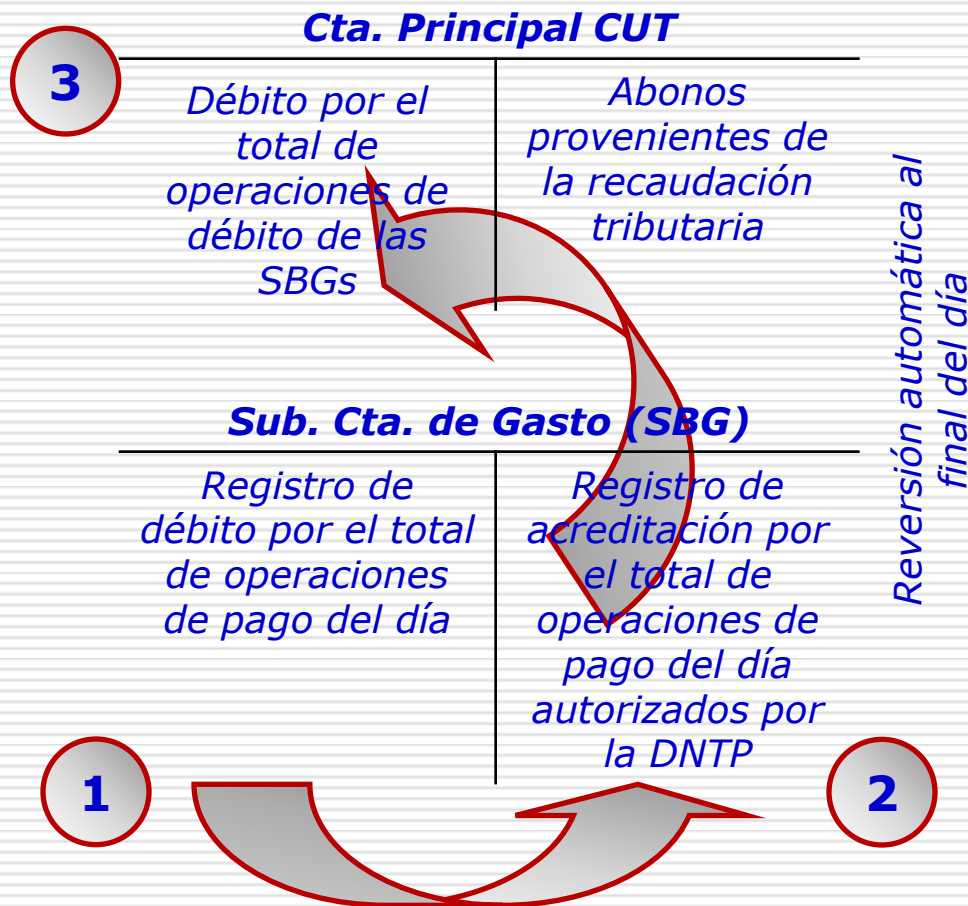 Cta. Principal CUT
3
Débito por el
total de
operaciones de
débito de las
SBGs
Abonos
provenientes de
la recaudación
tributaria
Reversión automática al
final del día
Sub. Cta. de Gasto (SBG)
Registro de
débito por el total
de operaciones
de pago del día
Registro de
acreditación por
el total de
operaciones de
pago del día
autorizados por
la DNTP
1
2